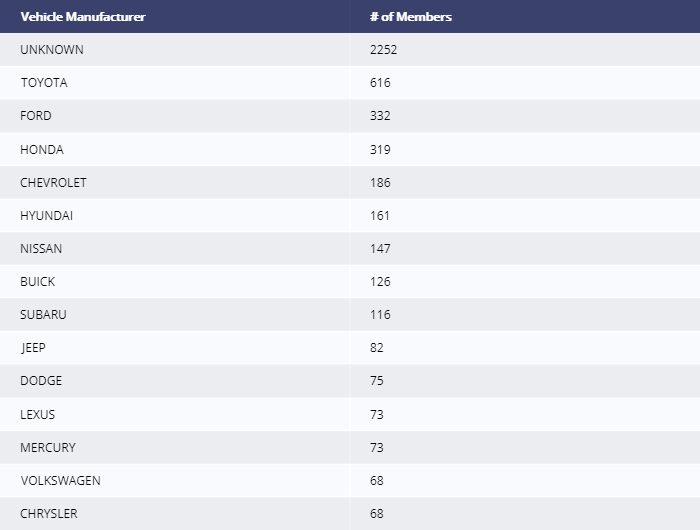 Vehicle Manufacturer # of Members
UNKNOWN 2252
TOYOTA 616
FORD 332
HONDA 319
CHEVROLET 186
HYUNDAI 161
NISSAN 147
BUICK 126
SUBARU 116
JEEP 82
DODGE 75
LEXUS 73
MERCURY 73
VOLKSWAGEN 68
CHRYSLER 68